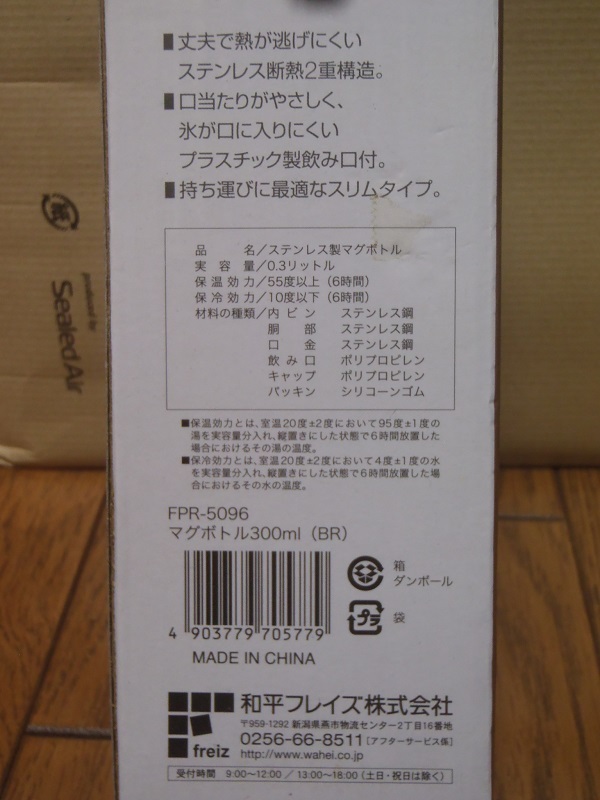 ■丈夫で熱が逃げにくい
ステンレス断熱2重構造。
■口当たりがやさしく、
氷が口に入りにくい
プラスチック製飲み口付。
■持ち運びに最適なスリムタイプ。
品名／ステンレス製マグボトル
実容量／0.3リットル
保温効力／55度以上（6時間）
保冷効力／10度以下（6時間）
材料の種類／内ビン ステンレス鋼
胴部 ステンレス鋼
口金 ステンレス鋼
飲み口 ポリプロピレン
キャップ ポリプロピレン
パッキン シリコーンゴム
■保温効力とは、室温20度±2度において95度±1度の
湯を実容量分入れ、縦置きにした状態で6時間放置した
場合におけるその湯の温度。
■保冷効力とは、室温20度±2度において4度±1度の水
を実容量分入れ、縦置きにした状態で6時間放置した場
合におけるその水の温度。
FPR-5096
マグボトル300ml（BR）
4 903779 705779
MADE IN CHINA
箱
ダンボール
プラ
袋
freiz
和平フレイズ株式会社
〒959-1292 新潟県燕市物流センター2丁目16番地
0256-66-8511［アフターサービス係］
http://www.wahei.co.jp
受付時間 9:00～12:00 ／ 13:00～18:00（土日・祝日は除く）
紙
produced by
Sealed Air